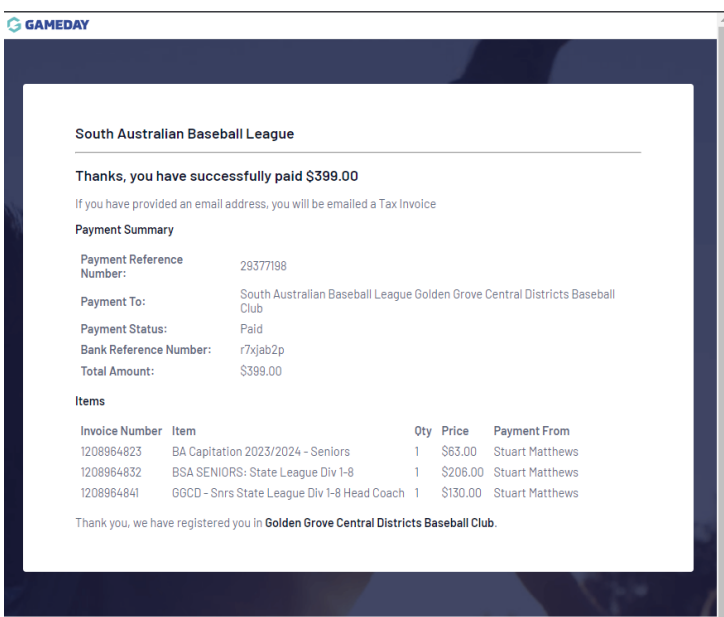 GAMEDAY
South Australian Baseball League
Thanks, you have successfully paid $399.00
If you have provided an email address, you will be emailed a Tax Invoice
Payment Summary
Payment Reference
Number: 29377198
Payment To: South Australian Baseball League Golden Grove Central Districts Baseball
Club
Payment Status: Paid
Bank Reference Number: r7xjab2p
Total Amount: $399.00
Items
Invoice Number Item Qty Price Payment From
1208964823 BA Capitation 2023/2024 - Seniors 1 $63.00 Stuart Matthews
1208964832 BSA SENIORS: State League Div 1-8 1 $206.00 Stuart Matthews
1208964841 GGCD - Snrs State League Div 1-8 Head Coach 1 $130.00 Stuart Matthews
Thank you, we have registered you in Golden Grove Central Districts Baseball Club.